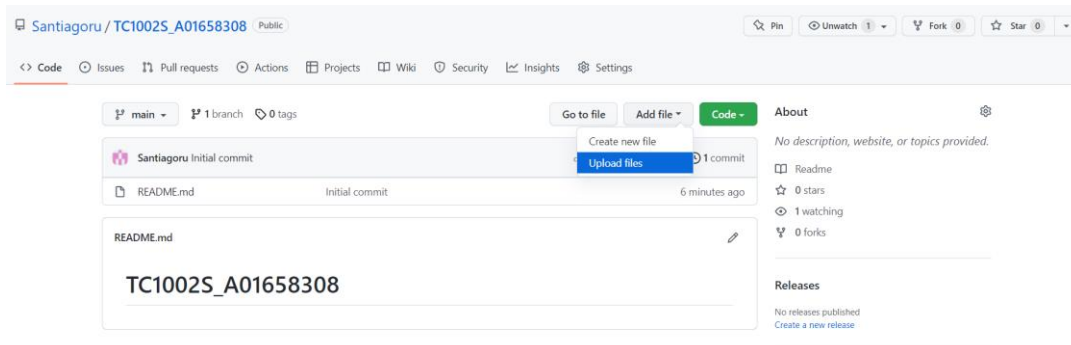 Santiagoru / TC1002S_A01658308 Public
Pin Unwatch 1 Fork 0 Star 0
Code Issues Pull requests Actions Projects Wiki Security Insights Settings
main 1 branch 0 tags Go to file Add file Code
Create new file
Upload files
Santiagoru Initial commit 1 commit
README.md Initial commit 6 minutes ago
README.md
TC1002S_A01658308
About
No description, website, or topics provided.
Readme
0 stars
1 watching
0 forks
Releases
No releases published
Create a new release